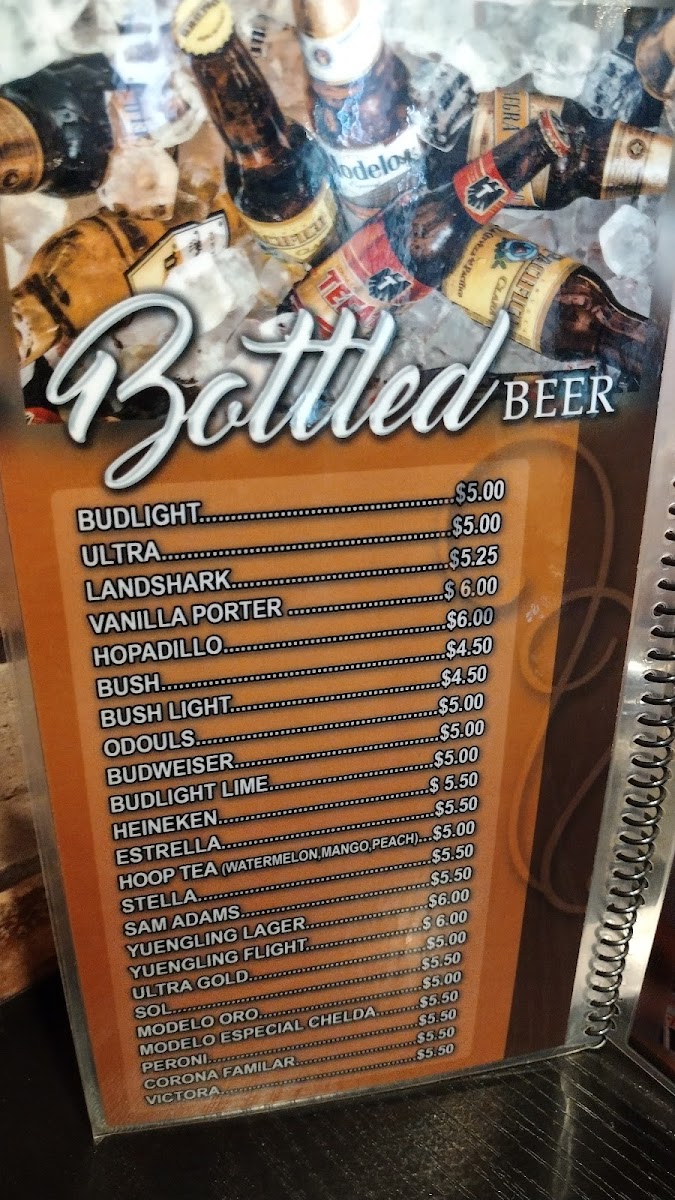 Modelo
TECA
PACIFI
CLARA
Bottled BEER
BUDLIGHT...$5.00
ULTRA...$5.00
LANDSHARK...$5.25
VANILLA PORTER ...$ 6.00
HOPADILLO...$6.00
BUSH...$4.50
BUSH LIGHT...$4.50
ODOULS...$5.00
BUDWEISER...$5.00
BUDLIGHT LIME...$5.00
HEINEKEN...$ 5.50
ESTRELLA...$5.50
HOOP TEA (WATERMELON,MANGO,PEACH)...$5.00
STELLA...$5.50
SAM ADAMS...$5.50
YUENGLING LAGER...$6.00
YUENGLING FLIGHT...$ 6.00
ULTRA GOLD...$5.00
SOL...$5.50
MODELO ORO...$5.00
MODELO ESPECIAL CHELDA...$5.50
PERONI...$5.50
CORONA FAMILAR...$5.50
VICTORA...$5.50